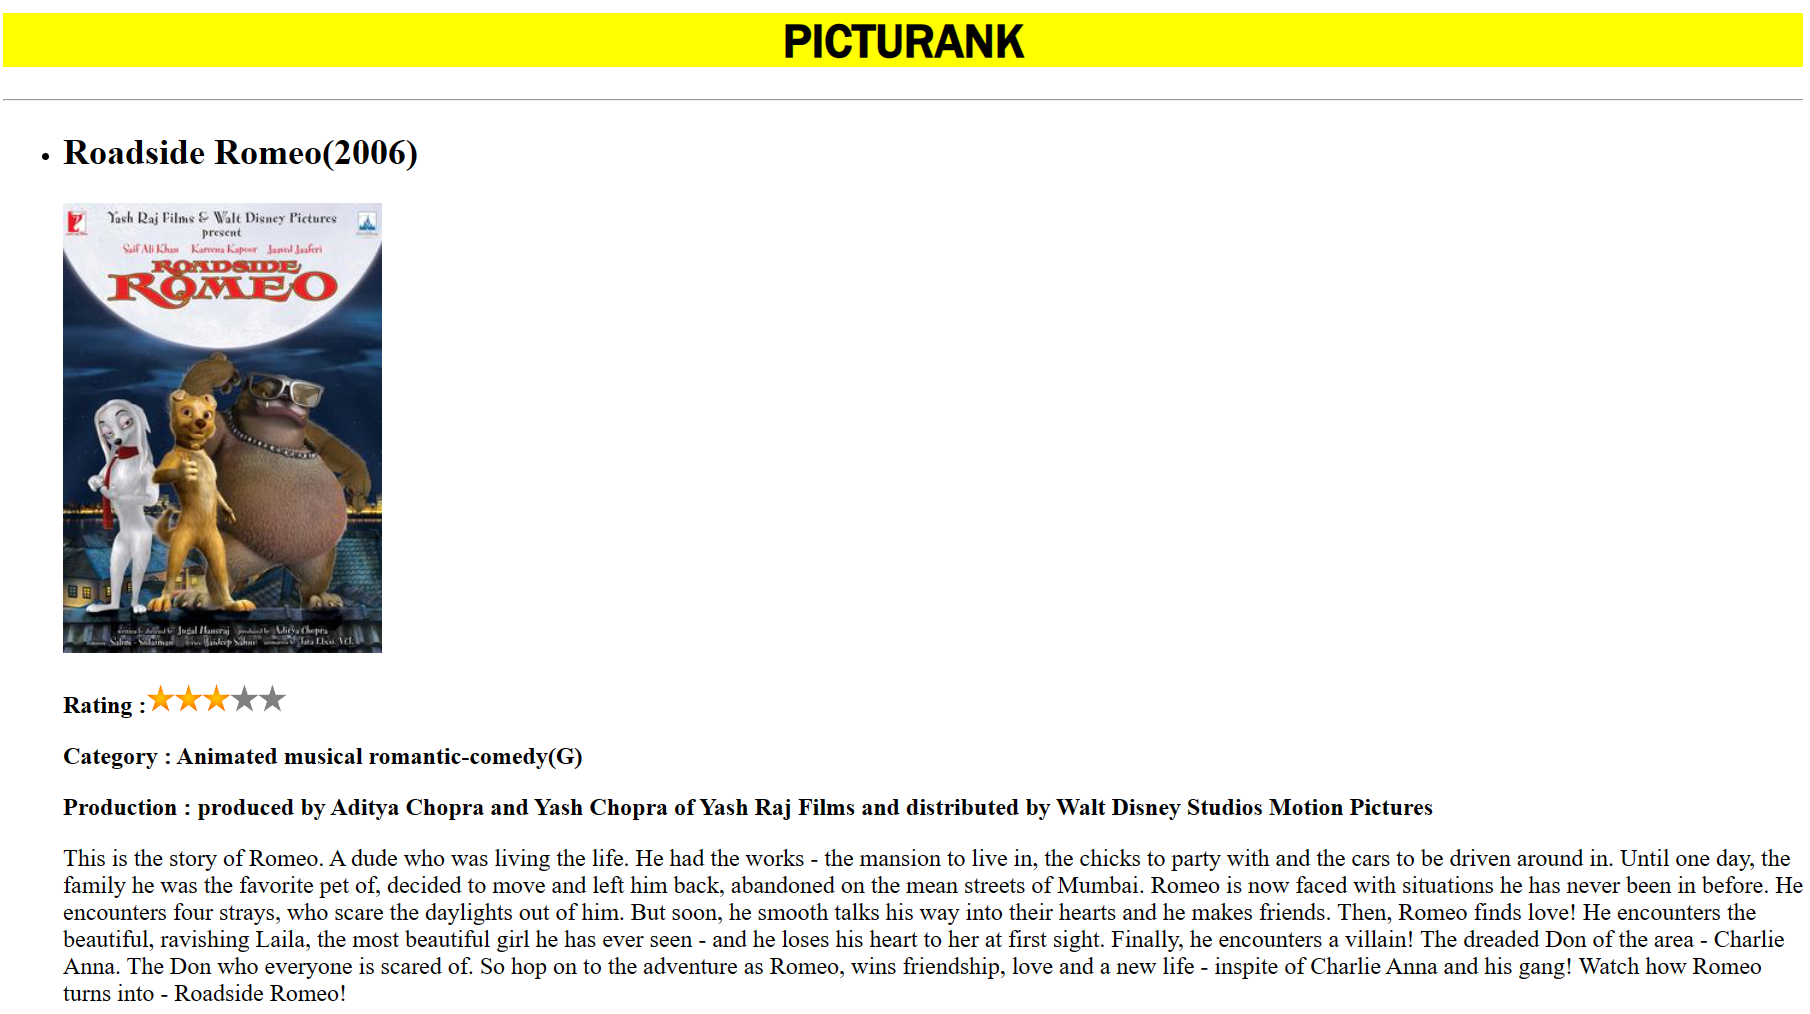 PICTURANK
Roadside Romeo(2006)
Yash Raj Films & Walt Disney Pictures
present
Saif Ali Khan Kareena Kapoor Jaaved Jaaferi
ROADSIDE
ROMEO
written & directed by Jugal Hansraj produced by Aditya Chopra
Salim - Sulaiman lyrics Jaideep Sahni animation by Tata Elxsi, VCL
Rating :
Category : Animated musical romantic-comedy(G)
Production : produced by Aditya Chopra and Yash Chopra of Yash Raj Films and distributed by Walt Disney Studios Motion Pictures
This is the story of Romeo. A dude who was living the life. He had the works - the mansion to live in, the chicks to party with and the cars to be driven around in. Until one day, the
family he was the favorite pet of, decided to move and left him back, abandoned on the mean streets of Mumbai. Romeo is now faced with situations he has never been in before. He
encounters four strays, who scare the daylights out of him. But soon, he smooth talks his way into their hearts and he makes friends. Then, Romeo finds love! He encounters the
beautiful, ravishing Laila, the most beautiful girl he has ever seen - and he loses his heart to her at first sight. Finally, he encounters a villain! The dreaded Don of the area - Charlie
Anna. The Don who everyone is scared of. So hop on to the adventure as Romeo, wins friendship, love and a new life - inspite of Charlie Anna and his gang! Watch how Romeo
turns into - Roadside Romeo!